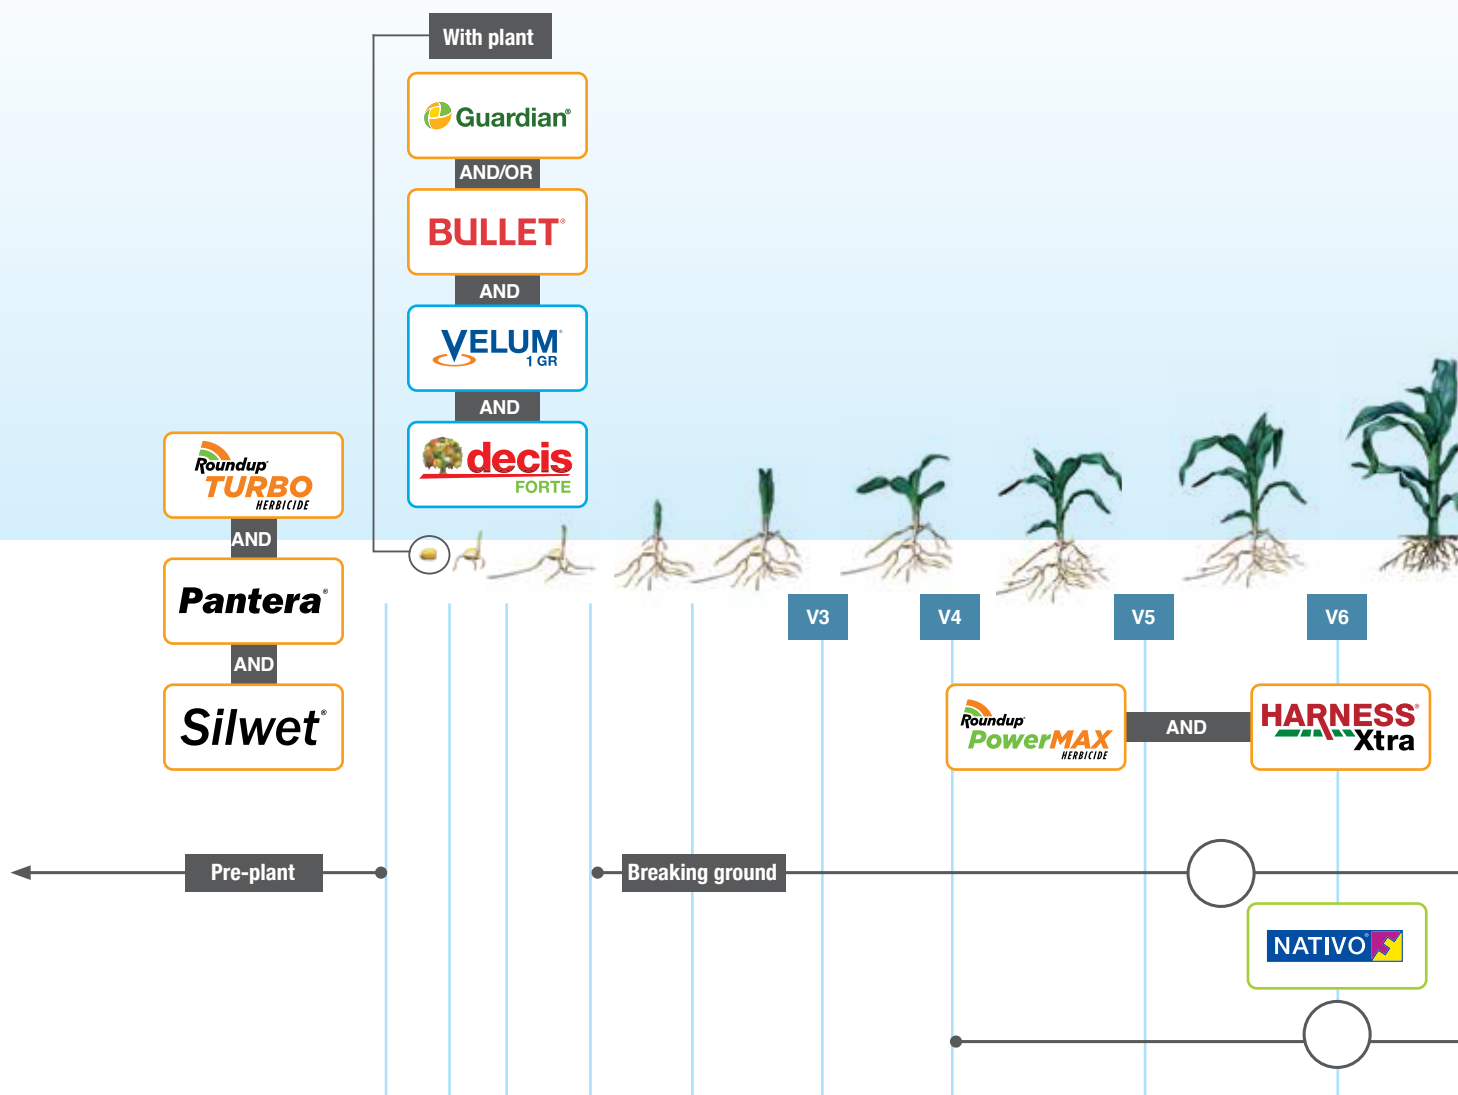 With plant
Guardian®
AND/OR
BULLET®
AND
VELUM®
1 GR
AND
decis
FORTE
Roundup®
TURBO
HERBICIDE
AND
Pantera®
AND
Silwet®
V3
V4
V5
V6
Roundup®
PowerMAX
HERBICIDE
AND
HARNESS®
Xtra
Pre-plant
Breaking ground
NATIVO®